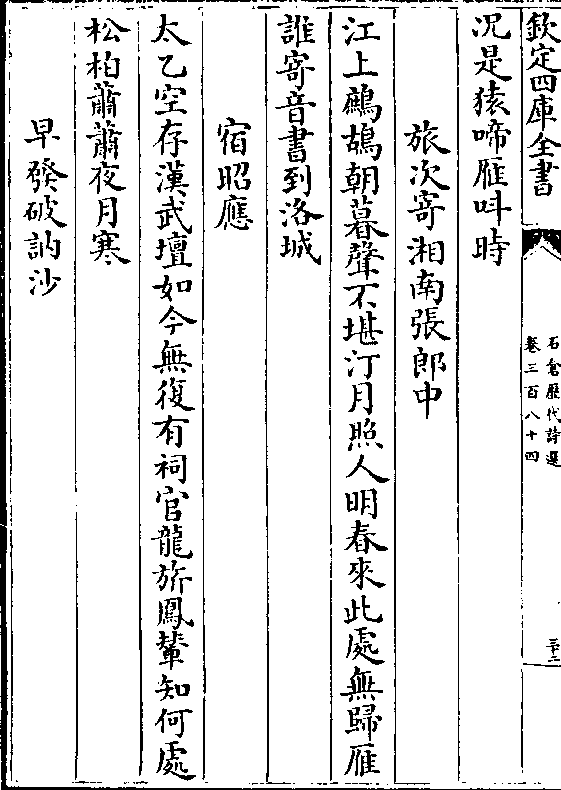 欽定四庫全書
石倉歷代詩選
卷三百八十四
三十二
况是猿啼雁呌時
旅次寄湘南張郎中
江上鷓鴣朝暮聲不堪汀月照人明春來此處無歸雁
誰寄音書到洛城
宿昭應
太乙空存漢武壇如今無復有祠官龍旂鳳輦知何處
松柏蕭蕭夜月寒
早發破訥沙